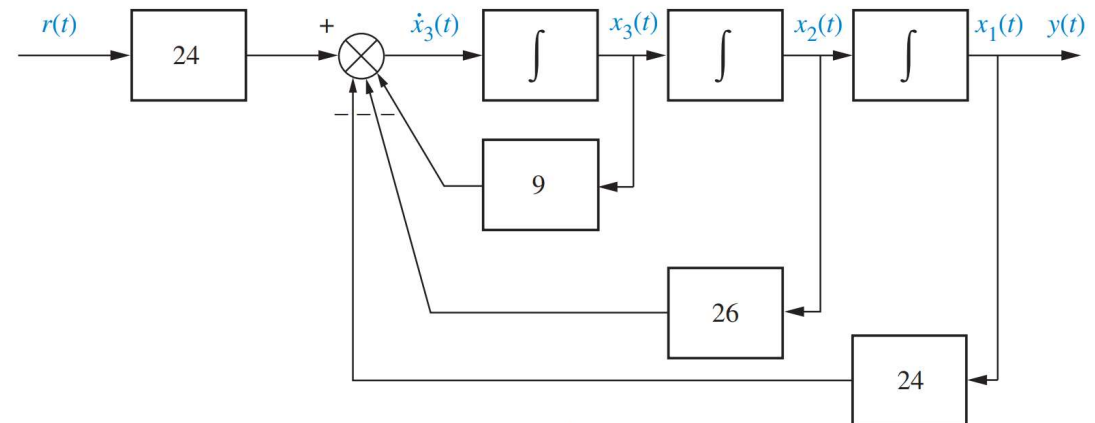 r(t) 24 + ẋ₃(t) ∫ x₃(t) ∫ x₂(t) ∫ x₁(t) y(t)
− − −
9
26
24